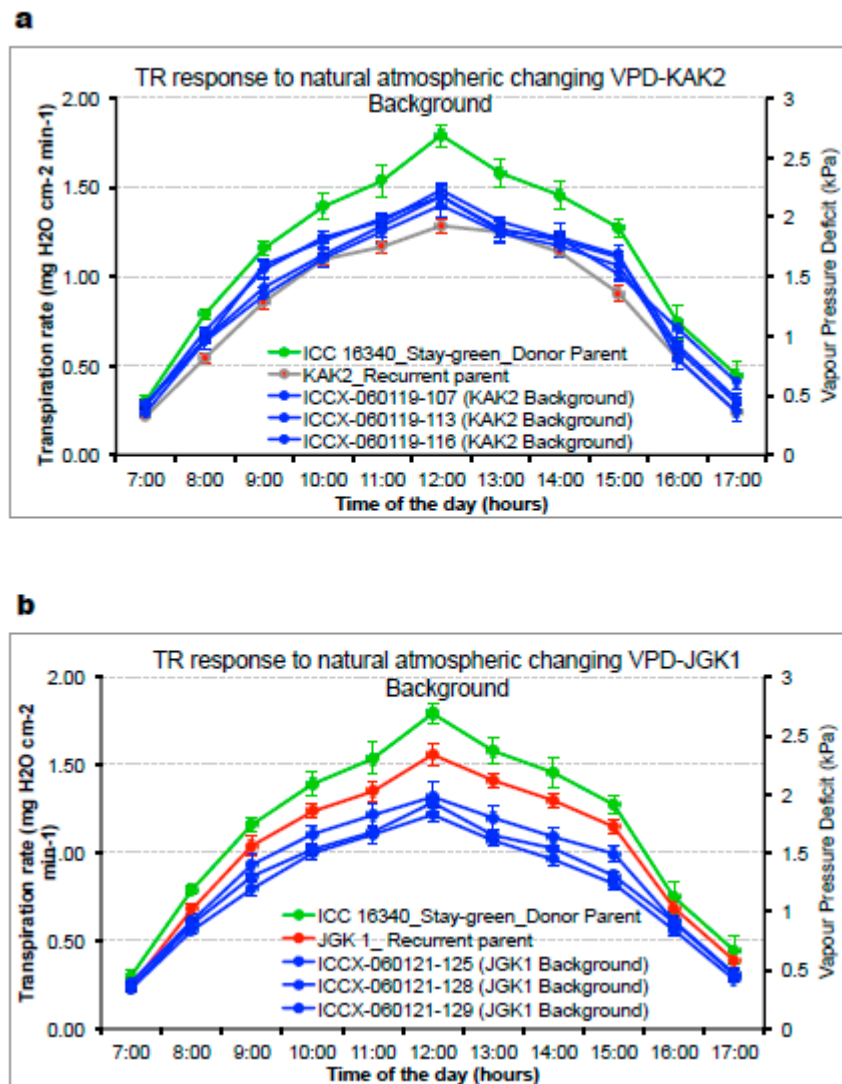 a
TR response to natural atmospheric changing VPD-KAK2
Background
Transpiration rate (mg H2O cm-2 min-1)
2.00
1.50
1.00
0.50
0.00
3
2.5
2
1.5
1
0.5
0
Vapour Pressure Deficit (kPa)
ICC 16340_Stay-green_Donor Parent
KAK2_Recurrent parent
ICCX-060119-107 (KAK2 Background)
ICCX-060119-113 (KAK2 Background)
ICCX-060119-116 (KAK2 Background)
7:00 8:00 9:00 10:00 11:00 12:00 13:00 14:00 15:00 16:00 17:00
Time of the day (hours)
b
TR response to natural atmospheric changing VPD-JGK1
Background
Transpiration rate (mg H2O cm-2
min-1)
2.00
1.50
1.00
0.50
0.00
3
2.5
2
1.5
1
0.5
0
Vapour Pressure Deficit (kPa)
ICC 16340_Stay-green_Donor Parent
JGK 1_ Recurrent parent
ICCX-060121-125 (JGK1 Background)
ICCX-060121-128 (JGK1 Background)
ICCX-060121-129 (JGK1 Background)
7:00 8:00 9:00 10:00 11:00 12:00 13:00 14:00 15:00 16:00 17:00
Time of the day (hours)